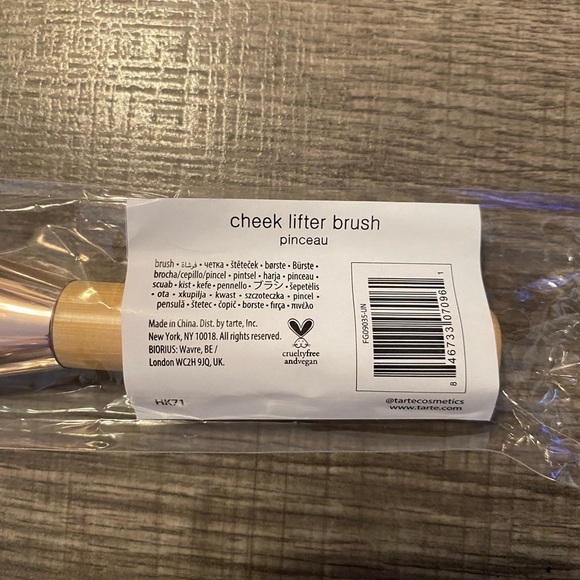 cheek lifter brush
pinceau
brush • فرشاة • четка • štěteček • børste • Bürste •
brocha/cepillo/pincel • pintsel • harja • pinceau •
scuab • kist • kefe • pennello • ブラシ • šepetėlis
• ota • xkupilja • kwast • szczoteczka • pincel •
pensulă • štetec • čopič • borste • fırça • πινέλο
Made in China. Dist. by tarte, Inc.
New York, NY 10018. All rights reserved.
BIORIUS: Wavre, BE /
London WC2H 9JQ, UK.
crueltyfree
andvegan
HK71
FG09035-UN
8 46733 07096 1
@tartecosmetics
www.tarte.com